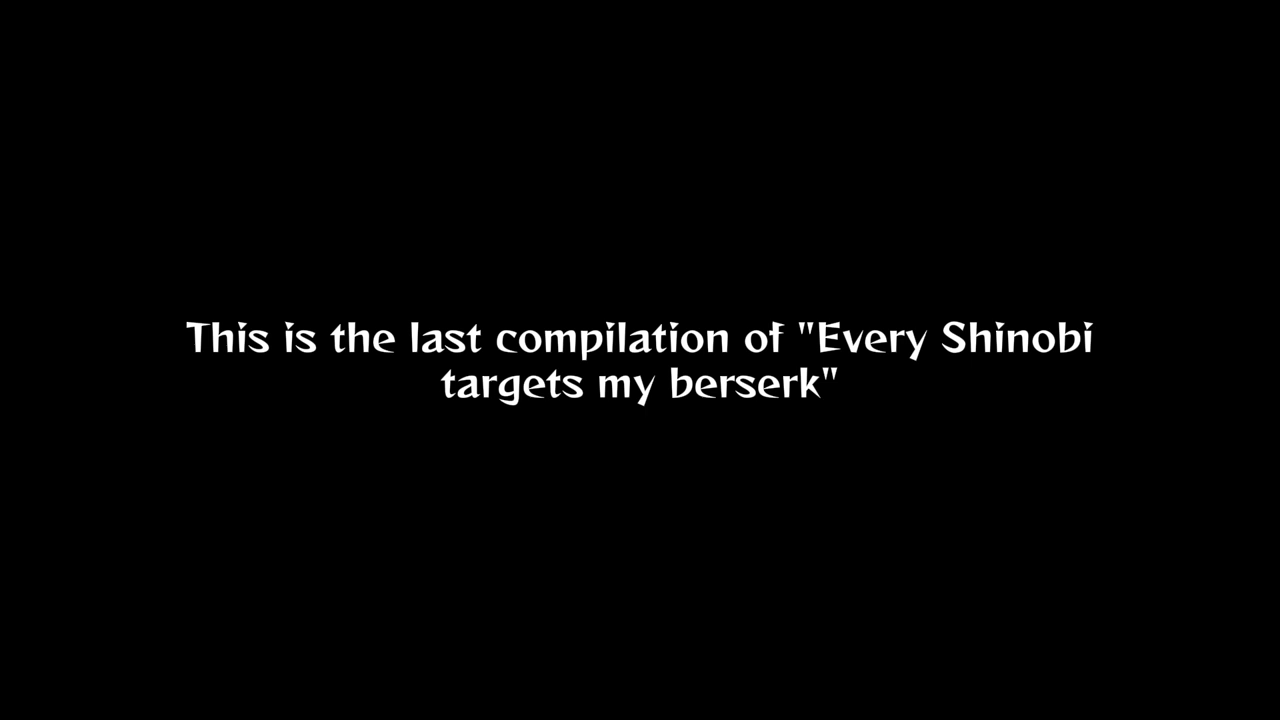 This is the last compilation of "Every Shinobi
targets my berserk"